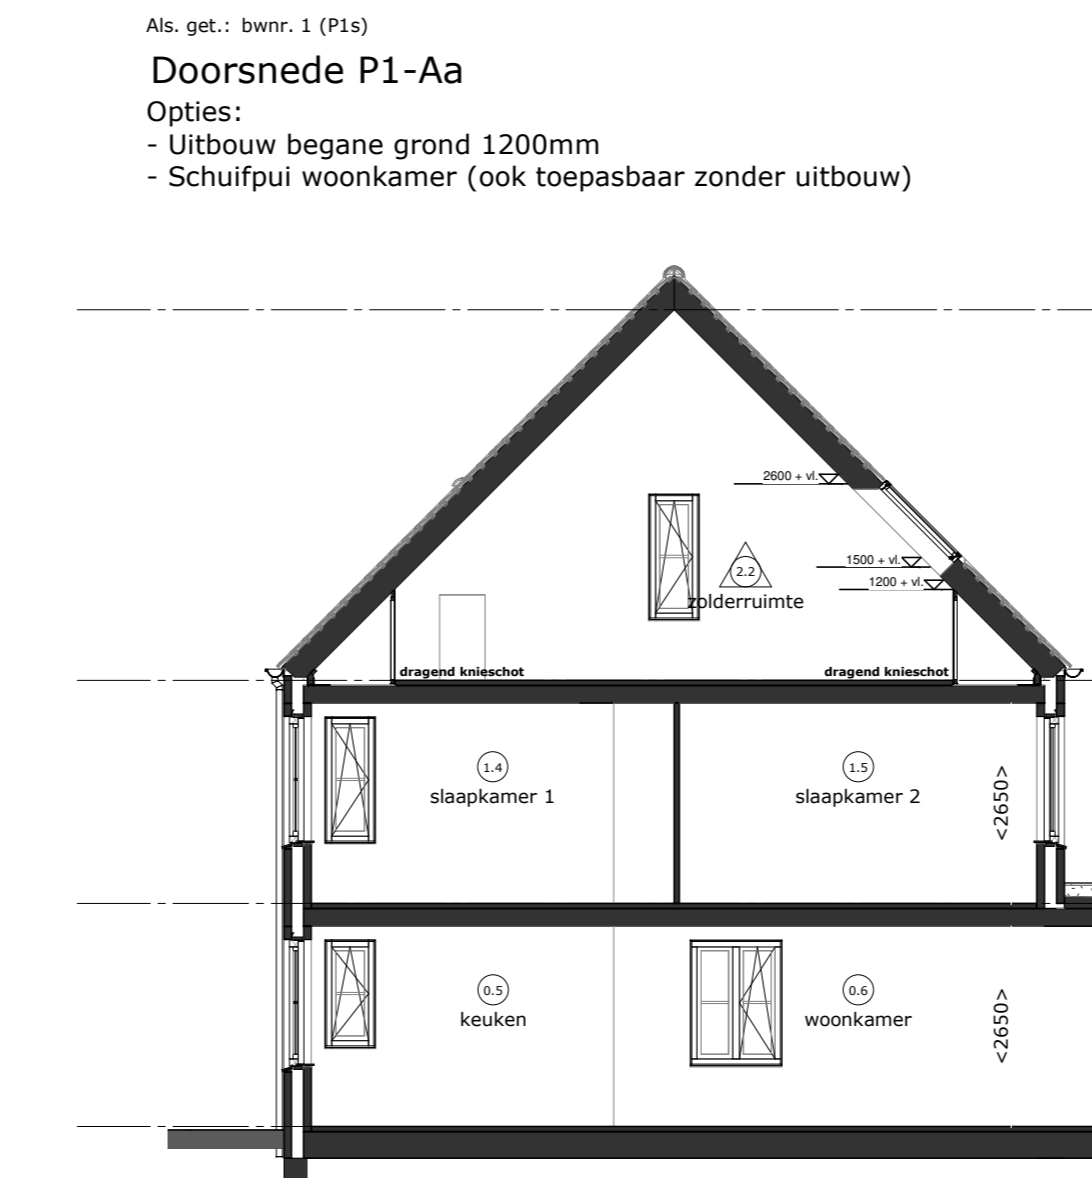 Als. get.: bwnr. 1 (P1s)
Doorsnede P1-Aa
Opties:
- Uitbouw begane grond 1200mm
- Schuifpui woonkamer (ook toepasbaar zonder uitbouw)
2600 + vl.
1500 + vl.
2.2
1200 + vl.
zolderruimte
dragend knieschot
dragend knieschot
1.4
slaapkamer 1
1.5
slaapkamer 2
<2650>
0.5
keuken
0.6
woonkamer
<2650>